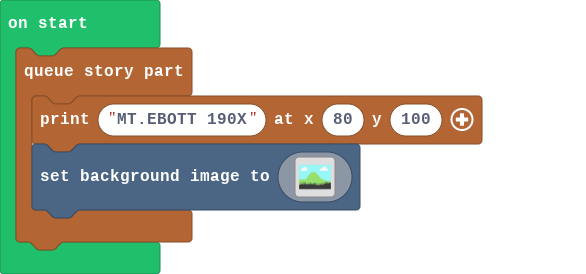 on start
queue story part
print "MT.EBOTT 190X" at x 80 y 100
set background image to